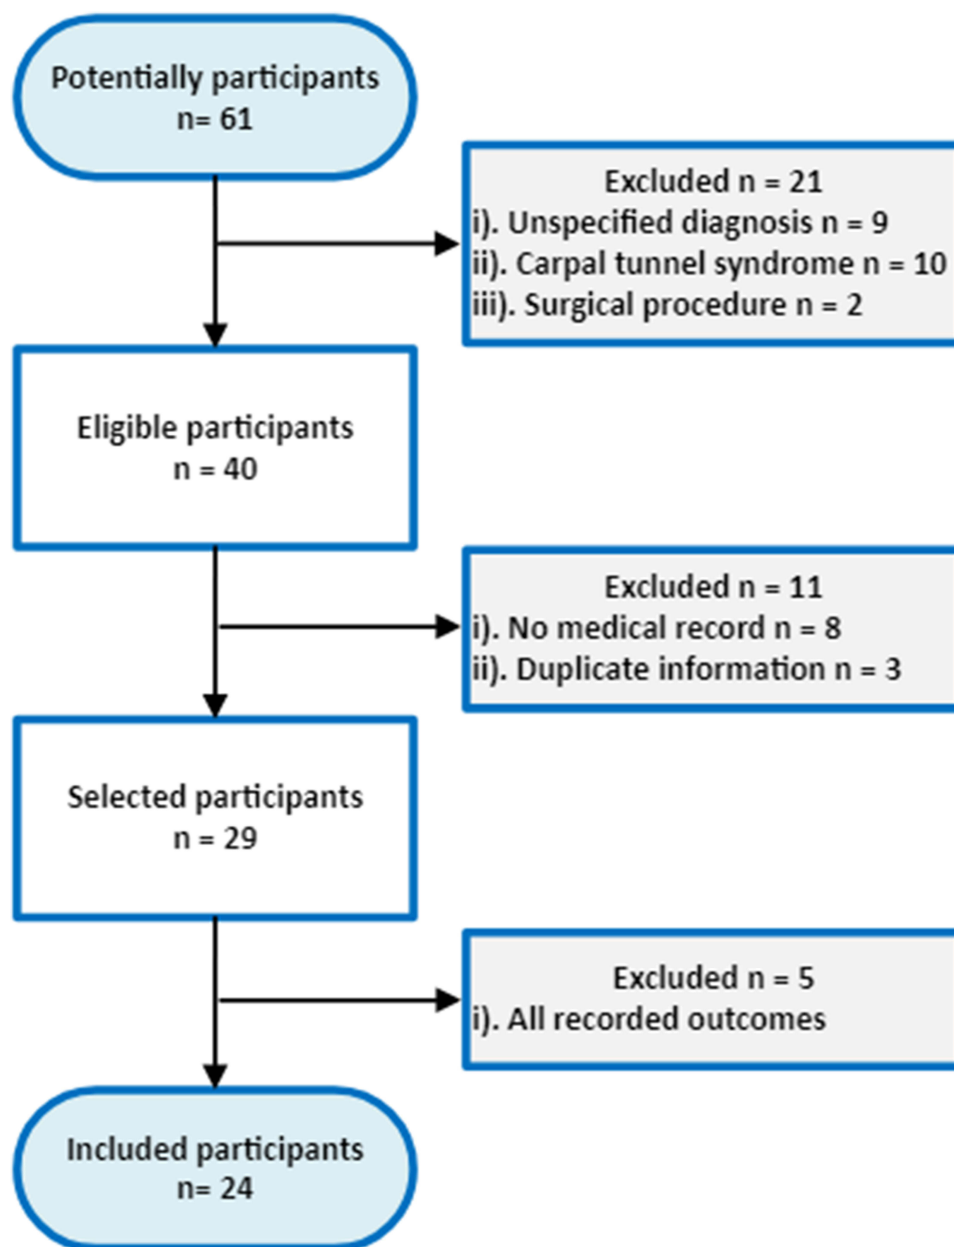 Potentially participants
n= 61
Excluded n = 21
i). Unspecified diagnosis n = 9
ii). Carpal tunnel syndrome n = 10
iii). Surgical procedure n = 2
Eligible participants
n = 40
Excluded n = 11
i). No medical record n = 8
ii). Duplicate information n = 3
Selected participants
n = 29
Excluded n = 5
i). All recorded outcomes
Included participants
n= 24